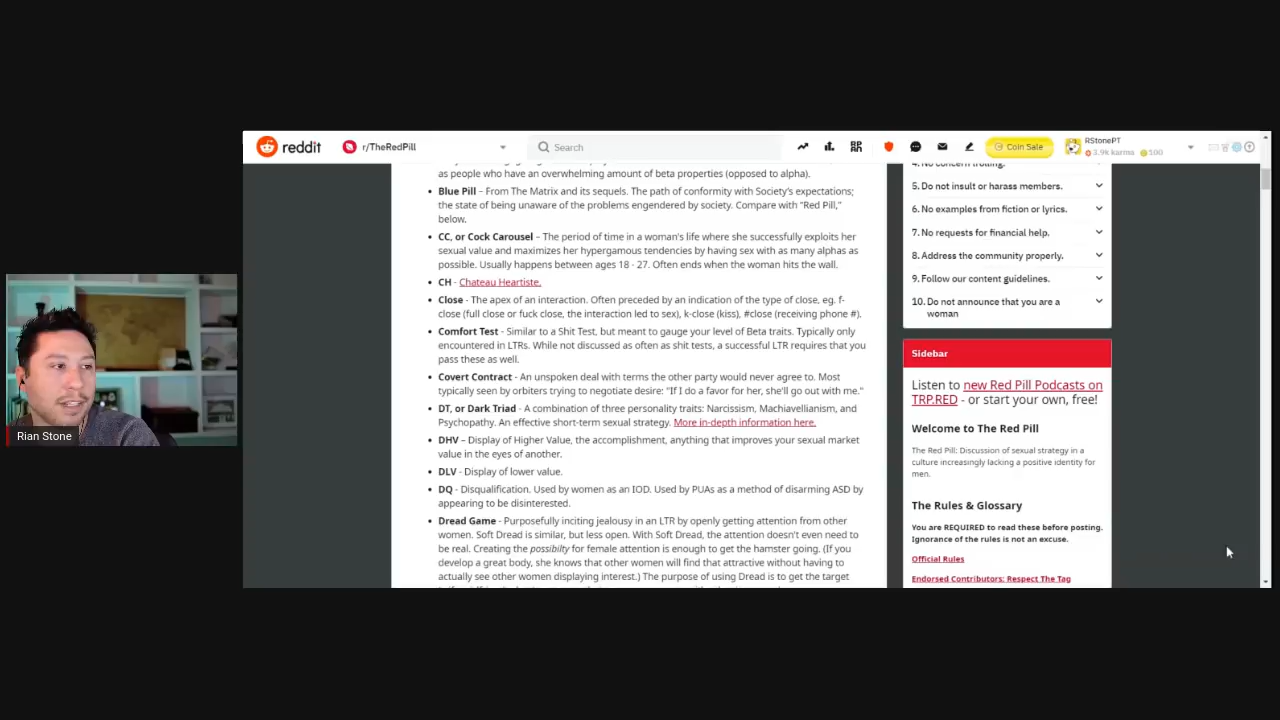 reddit
r/TheRedPill
Search
Coin Sale
RStonePT
3.9k karma 100
as people who have an overwhelming amount of beta properties (opposed to alpha).
• Blue Pill – From The Matrix and its sequels. The path of conformity with Society's expectations;
the state of being unaware of the problems engendered by society. Compare with "Red Pill,"
below.
• CC, or Cock Carousel – The period of time in a woman's life where she successfully exploits her
sexual value and maximizes her hypergamous tendencies by having sex with as many alphas as
possible. Usually happens between ages 18 - 27. Often ends when the woman hits the wall.
• CH - Chateau Heartiste.
• Close - The apex of an interaction. Often preceded by an indication of the type of close, eg. f-
close (full close or fuck close, the interaction led to sex), k-close (kiss), #close (receiving phone #).
• Comfort Test - Similar to a Shit Test, but meant to gauge your level of Beta traits. Typically only
encountered in LTRs. While not discussed as often as shit tests, a successful LTR requires that you
pass these as well.
• Covert Contract - An unspoken deal with terms the other party would never agree to. Most
typically seen by orbiters trying to negotiate desire: "If I do a favor for her, she'll go out with me."
• DT, or Dark Triad - A combination of three personality traits: Narcissism, Machiavellianism, and
Psychopathy. An effective short-term sexual strategy. More in-depth information here.
• DHV – Display of Higher Value, the accomplishment, anything that improves your sexual market
value in the eyes of another.
• DLV - Display of lower value.
• DQ - Disqualification. Used by women as an IOD. Used by PUAs as a method of disarming ASD by
appearing to be disinterested.
• Dread Game - Purposefully inciting jealousy in an LTR by openly getting attention from other
women. Soft Dread is similar, but less open. With Soft Dread, the attention doesn't even need to
be real. Creating the possibilty for female attention is enough to get the hamster going. (If you
develop a great body, she knows that other women will find that attractive without having to
actually see other women displaying interest.) The purpose of using Dread is to get the target
4. No concern trolling.
5. Do not insult or harass members.
6. No examples from fiction or lyrics.
7. No requests for financial help.
8. Address the community properly.
9. Follow our content guidelines.
10. Do not announce that you are a
woman
Sidebar
Listen to new Red Pill Podcasts on
TRP.RED - or start your own, free!
Welcome to The Red Pill
The Red Pill: Discussion of sexual strategy in a
culture increasingly lacking a positive identity for
men.
The Rules & Glossary
You are REQUIRED to read these before posting.
Ignorance of the rules is not an excuse.
Official Rules
Endorsed Contributors: Respect The Tag
Rian Stone